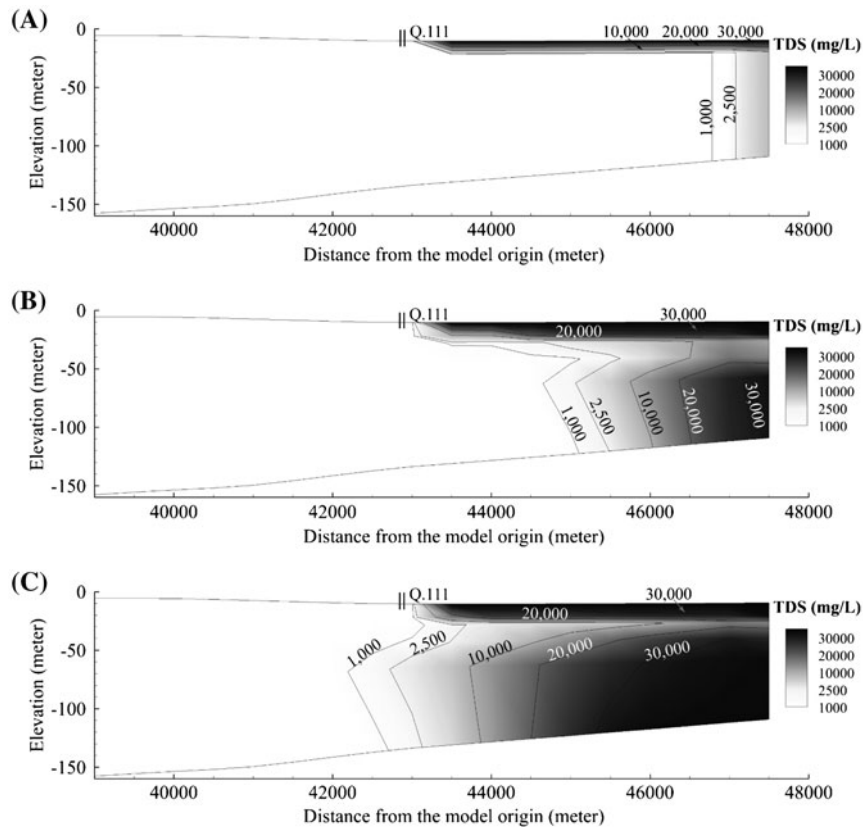 (A)
0
-50
-100
-150
Elevation (meter)
Q.111
10,000 20,000 30,000
1,000
2,500
TDS (mg/L)
30000
20000
10000
2500
1000
40000 42000 44000 46000 48000
Distance from the model origin (meter)
(B)
0
-50
-100
-150
Elevation (meter)
Q.111
30,000
20,000
1,000
2,500
10,000
20,000
30,000
TDS (mg/L)
30000
20000
10000
2500
1000
40000 42000 44000 46000 48000
Distance from the model origin (meter)
(C)
0
-50
-100
-150
Elevation (meter)
Q.111
30,000
20,000
1,000
2,500
10,000
20,000
30,000
TDS (mg/L)
30000
20000
10000
2500
1000
40000 42000 44000 46000 48000
Distance from the model origin (meter)